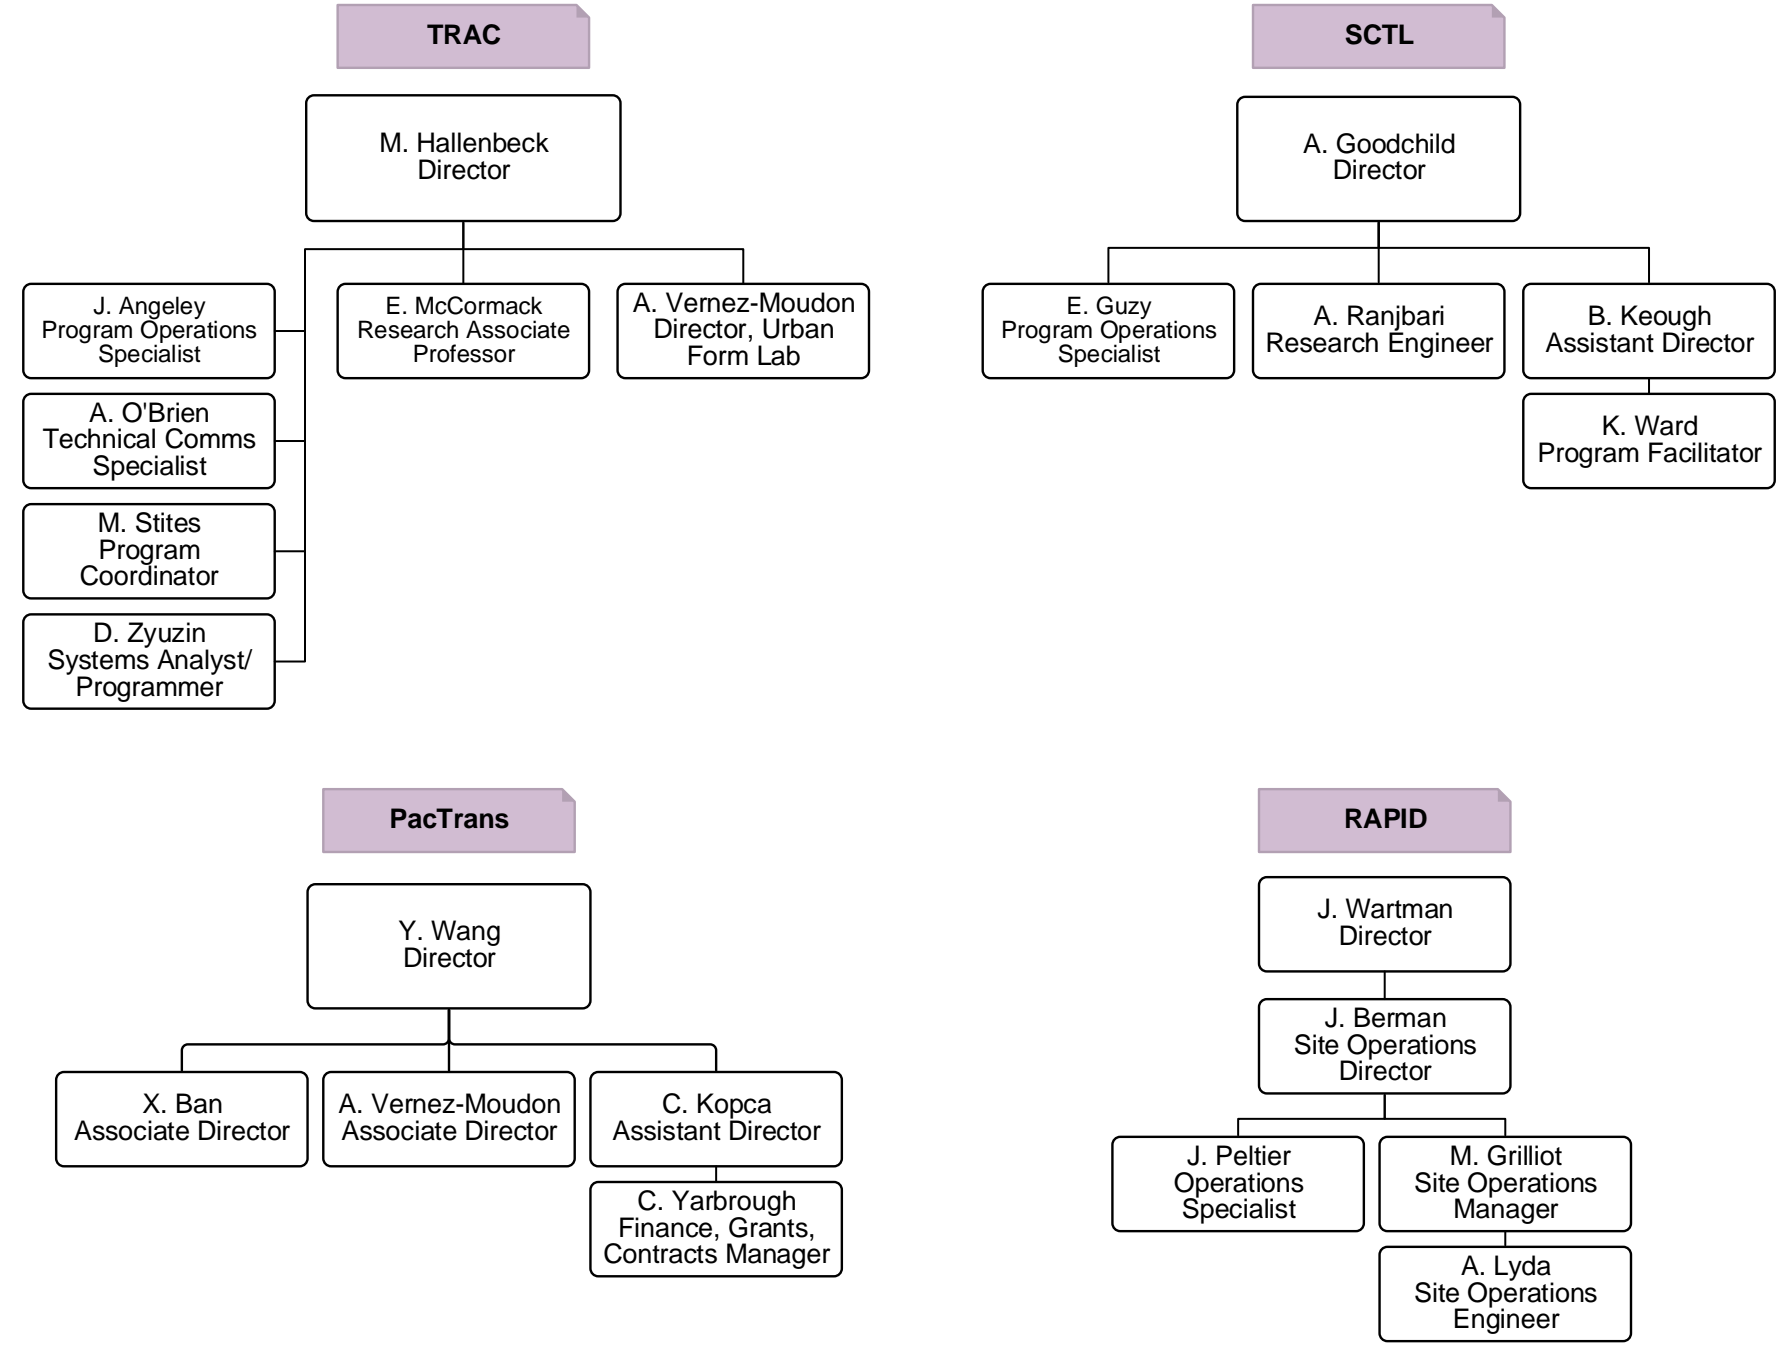 TRAC
M. Hallenbeck
Director
J. Angeley
Program Operations
Specialist
E. McCormack
Research Associate
Professor
A. Vernez-Moudon
Director, Urban
Form Lab
A. O'Brien
Technical Comms
Specialist
M. Stites
Program
Coordinator
D. Zyuzin
Systems Analyst/
Programmer
SCTL
A. Goodchild
Director
E. Guzy
Program Operations
Specialist
A. Ranjbari
Research Engineer
B. Keough
Assistant Director
K. Ward
Program Facilitator
PacTrans
Y. Wang
Director
X. Ban
Associate Director
A. Vernez-Moudon
Associate Director
C. Kopca
Assistant Director
C. Yarbrough
Finance, Grants,
Contracts Manager
RAPID
J. Wartman
Director
J. Berman
Site Operations
Director
J. Peltier
Operations
Specialist
M. Grilliot
Site Operations
Manager
A. Lyda
Site Operations
Engineer